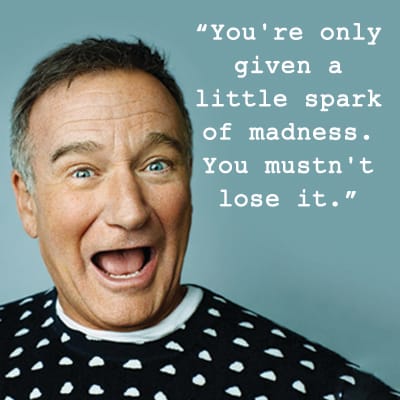 “You're only
given a
little spark
of madness.
You mustn't
lose it.”